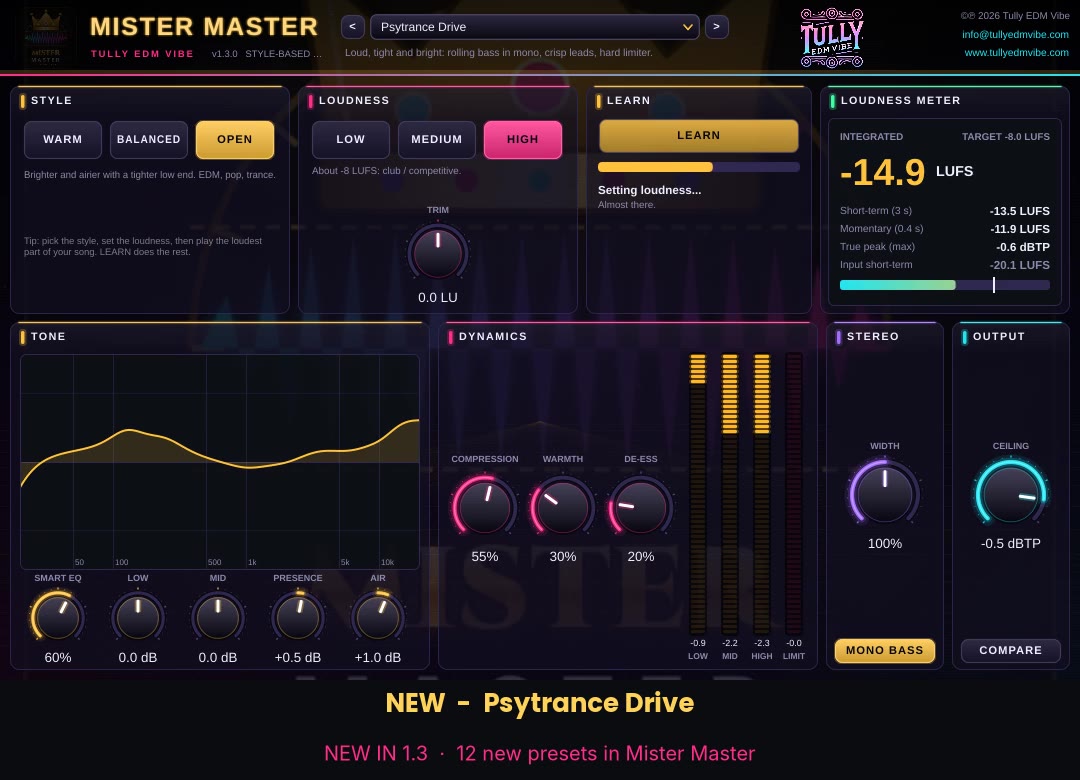 MISTER MASTER
TULLY EDM VIBE v1.3.0 STYLE-BASED ...
< Psytrance Drive >
Loud, tight and bright: rolling bass in mono, crisp leads, hard limiter.
TULLY
EDM VIBE
©℗ 2026 Tully EDM Vibe
info@tullyedmvibe.com
www.tullyedmvibe.com
STYLE
WARM BALANCED OPEN
Brighter and airier with a tighter low end. EDM, pop, trance.
Tip: pick the style, set the loudness, then play the loudest
part of your song. LEARN does the rest.
LOUDNESS
LOW MEDIUM HIGH
About -8 LUFS: club / competitive.
TRIM
0.0 LU
LEARN
LEARN
Setting loudness...
Almost there.
LOUDNESS METER
INTEGRATED TARGET -8.0 LUFS
-14.9 LUFS
Short-term (3 s) -13.5 LUFS
Momentary (0.4 s) -11.9 LUFS
True peak (max) -0.6 dBTP
Input short-term -20.1 LUFS
TONE
50 100 500 1k 5k 10k
SMART EQ LOW MID PRESENCE AIR
60% 0.0 dB 0.0 dB +0.5 dB +1.0 dB
DYNAMICS
COMPRESSION WARMTH DE-ESS
55% 30% 20%
-0.9 -2.2 -2.3 -0.0
LOW MID HIGH LIMIT
STEREO
WIDTH
100%
MONO BASS
OUTPUT
CEILING
-0.5 dBTP
COMPARE
MISTER
NEW - Psytrance Drive
NEW IN 1.3 · 12 new presets in Mister Master